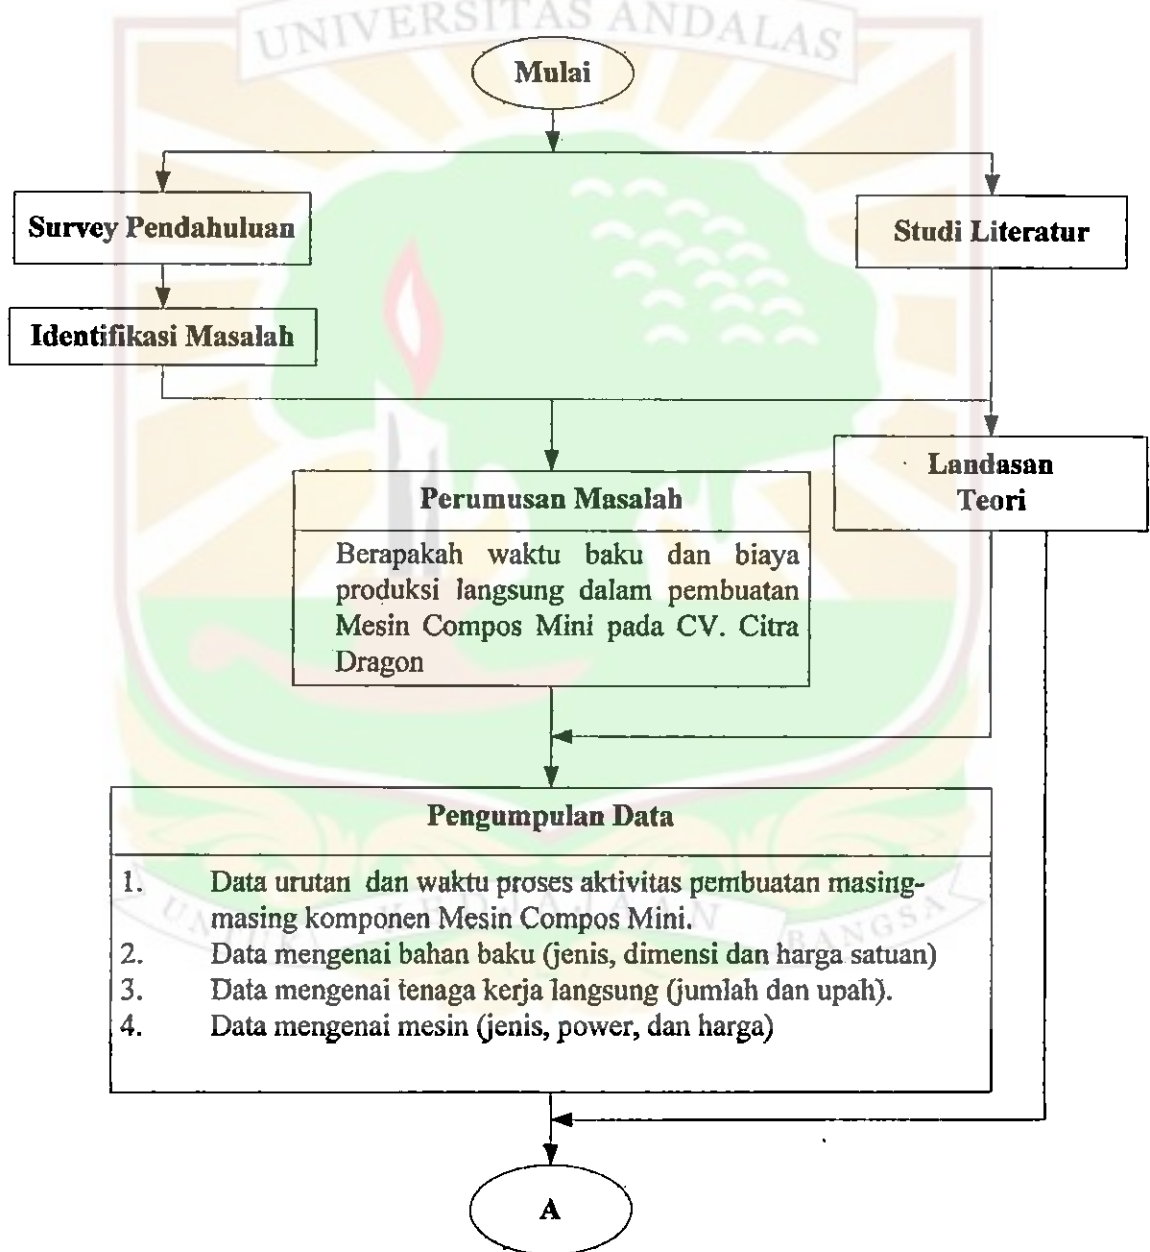 UNIVERSITAS ANDALAS
Mulai
Survey Pendahuluan
Studi Literatur
Identifikasi Masalah
Landasan
Teori
Perumusan Masalah
Berapakah waktu baku dan biaya
produksi langsung dalam pembuatan
Mesin Compos Mini pada CV. Citra
Dragon
Pengumpulan Data
1. Data urutan dan waktu proses aktivitas pembuatan masing-
masing komponen Mesin Compos Mini.
2. Data mengenai bahan baku (jenis, dimensi dan harga satuan)
3. Data mengenai tenaga kerja langsung (jumlah dan upah).
4. Data mengenai mesin (jenis, power, dan harga)
UNTUK KEDJAJAAN BANGSA
A